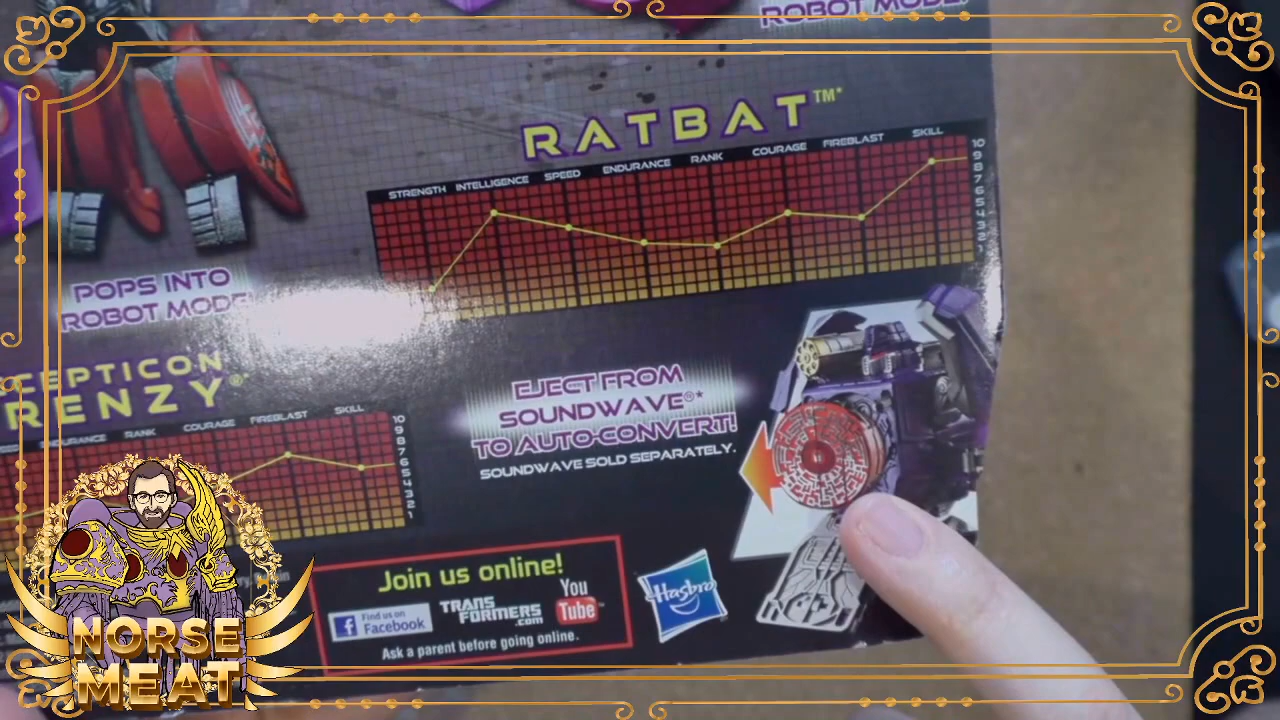 ROBOT MODE!
RATBAT™*
STRENGTH INTELLIGENCE SPEED ENDURANCE RANK COURAGE FIREBLAST SKILL
10
9
8
7
6
5
4
3
2
1
POPS INTO
ROBOT MODE
CEPTICON
RENZY®*
ENDURANCE RANK COURAGE FIREBLAST SKILL
10
9
8
7
6
5
4
3
2
1
EJECT FROM
SOUNDWAVE®*
TO AUTO-CONVERT!
SOUNDWAVE SOLD SEPARATELY.
Join us online!
f Find us on
Facebook
TRANSFORMERS
.com
You
Tube™
Ask a parent before going online.
Hasbro
NORSE
MEAT